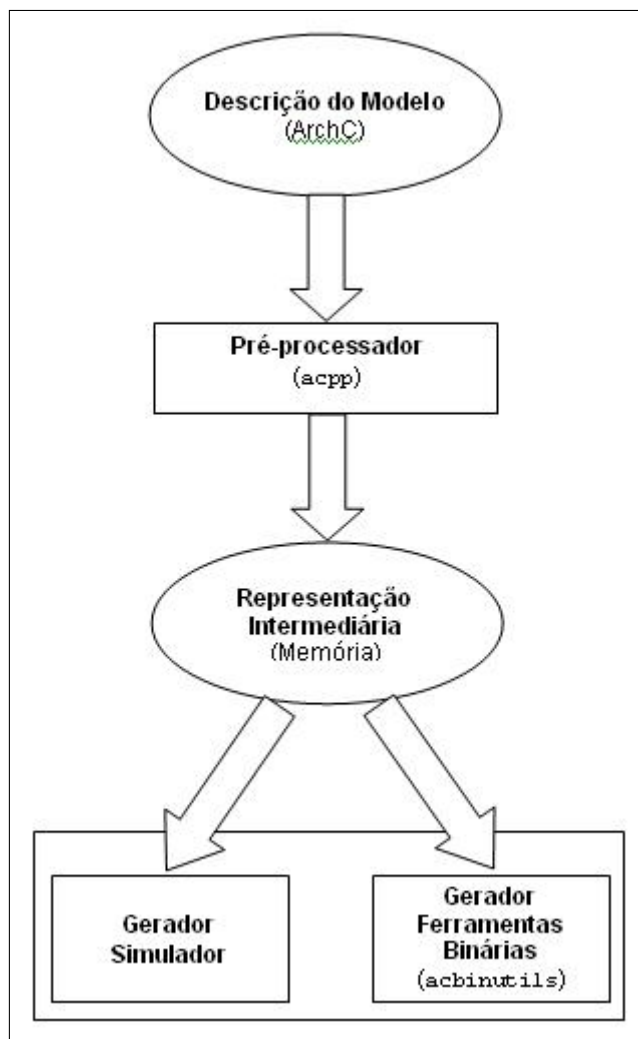 Descrição do Modelo
(ArchC)
Pré-processador
(acpp)
Representação
Intermediária
(Memória)
Gerador
Simulador
Gerador
Ferramentas
Binárias
(acbinutils)